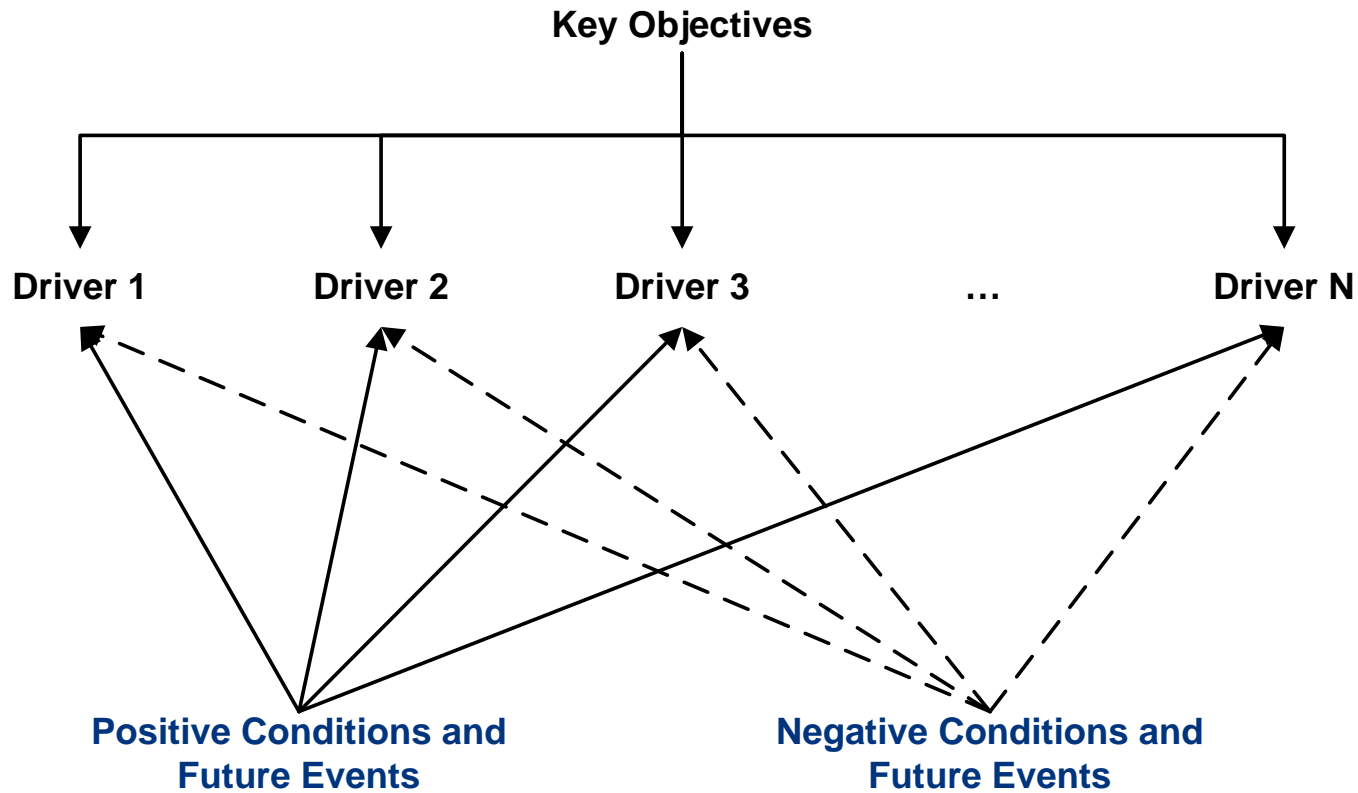 Key Objectives
Driver 1
Driver 2
Driver 3
…
Driver N
Positive Conditions and
Future Events
Negative Conditions and
Future Events